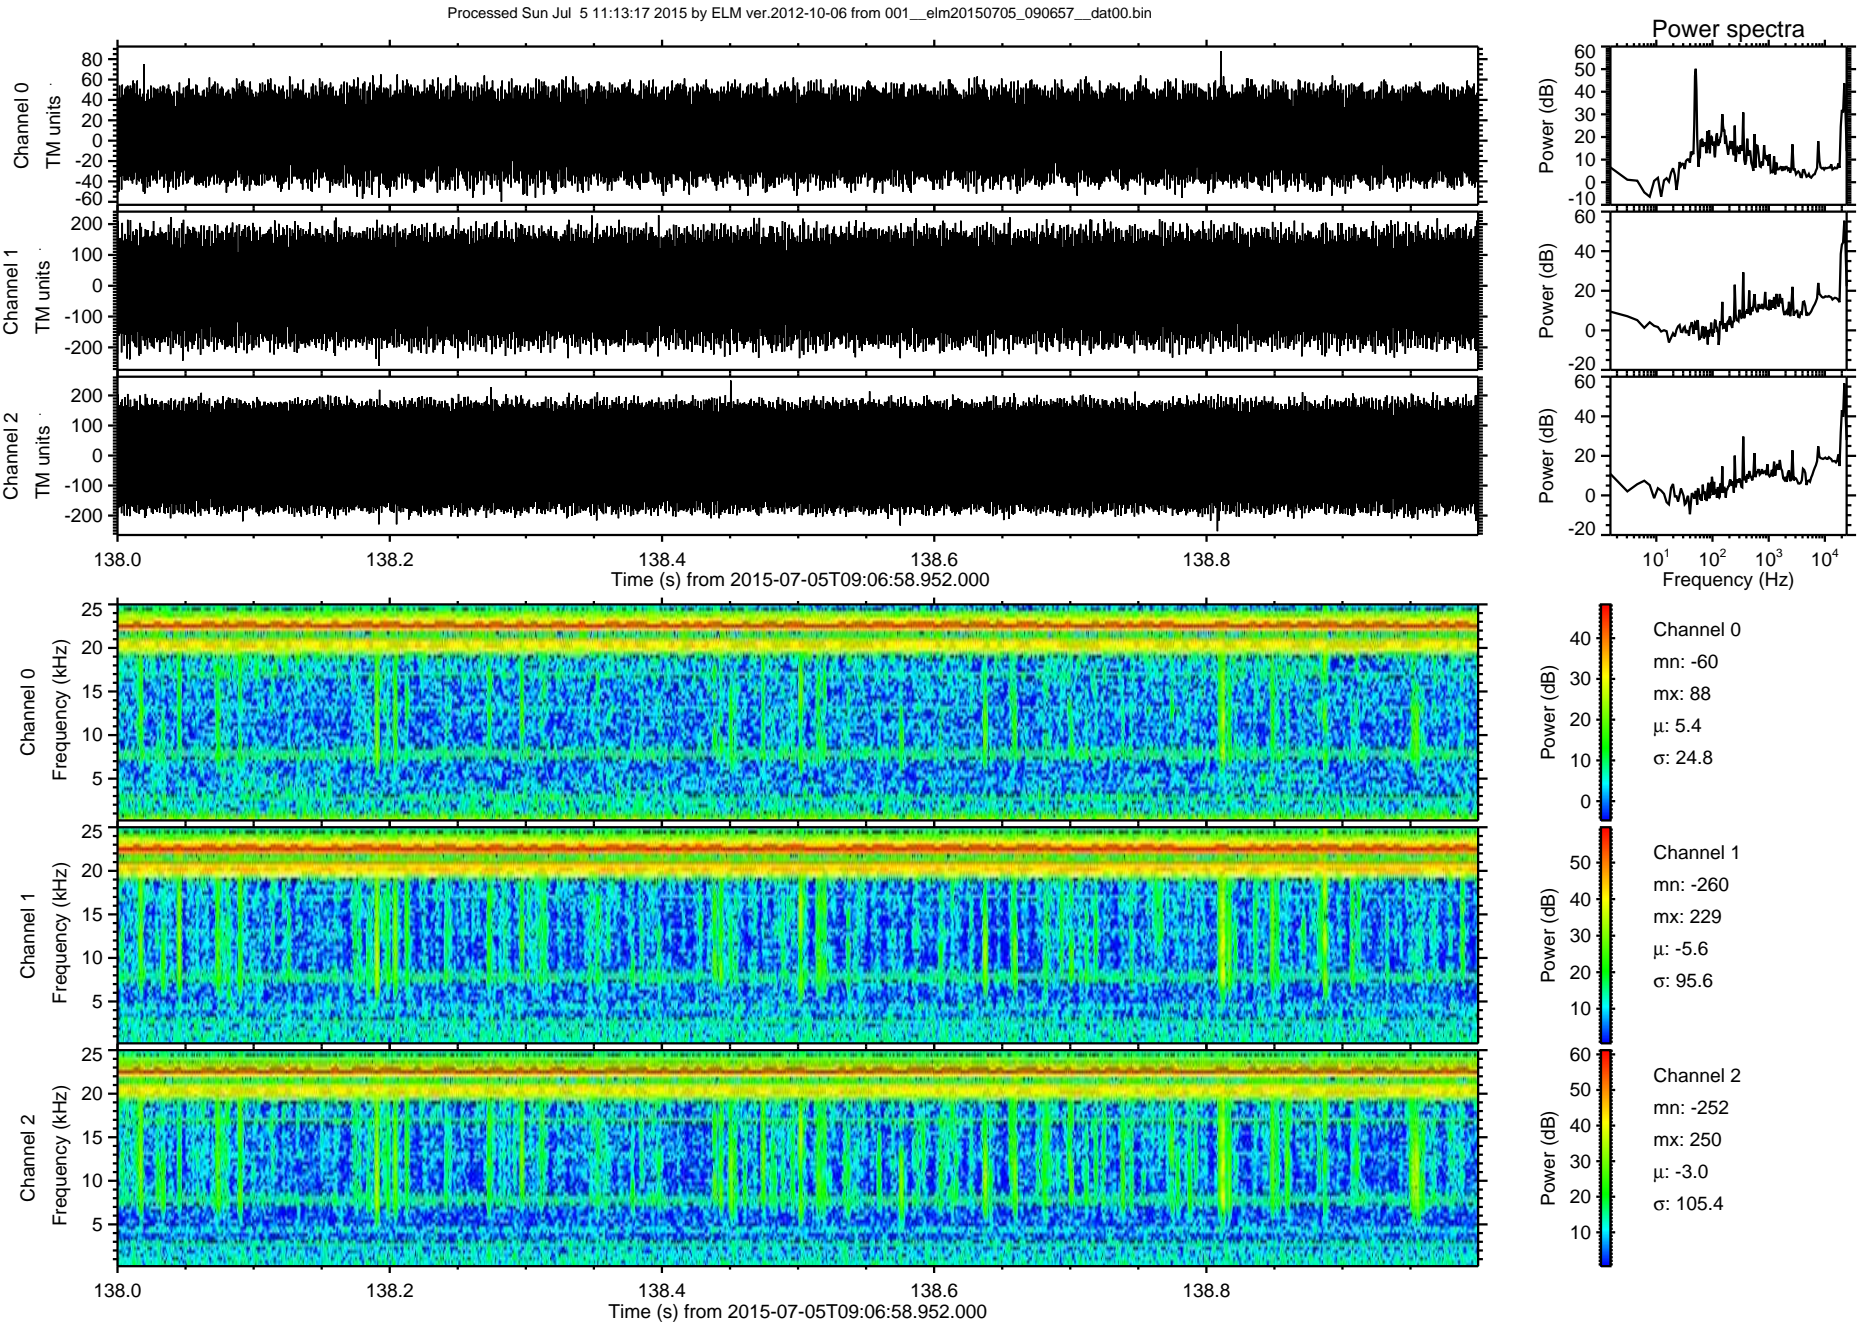 Processed Sun Jul  5 11:13:17 2015 by ELM ver.2012-10-06 from 001__elm20150705_090657__dat00.bin
Power spectra
Channel 0
TM units
80
60
40
20
0
-20
-40
-60
Power (dB)
60
50
40
30
20
10
0
-10
Channel 1
TM units
200
100
0
-100
-200
Power (dB)
60
40
20
0
-20
Channel 2
TM units
200
100
0
-100
-200
Power (dB)
60
40
20
0
-20
138.0 138.2 138.4 138.6 138.8
Time (s) from 2015-07-05T09:06:58.952.000
10¹ 10² 10³ 10⁴
Frequency (Hz)
Channel 0
Frequency (kHz)
25
20
15
10
5
Power (dB)
40
30
20
10
0
Channel 0
mn: -60
mx: 88
μ: 5.4
σ: 24.8
Channel 1
Frequency (kHz)
25
20
15
10
5
Power (dB)
50
40
30
20
10
Channel 1
mn: -260
mx: 229
μ: -5.6
σ: 95.6
Channel 2
Frequency (kHz)
25
20
15
10
5
Power (dB)
60
50
40
30
20
10
Channel 2
mn: -252
mx: 250
μ: -3.0
σ: 105.4
138.0 138.2 138.4 138.6 138.8
Time (s) from 2015-07-05T09:06:58.952.000